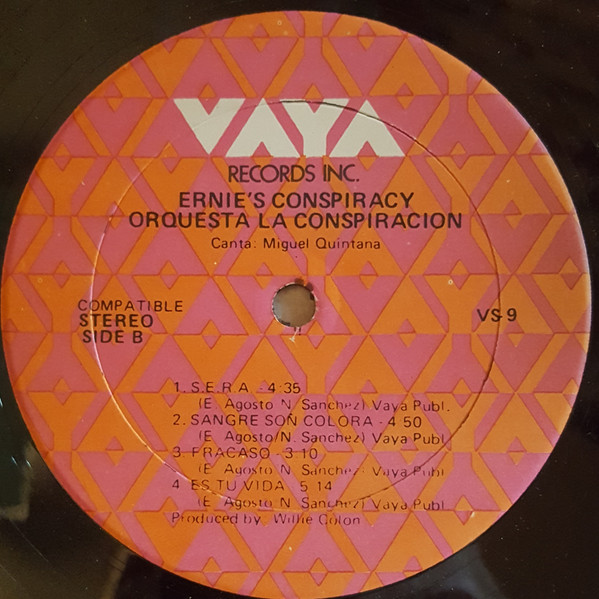 VAYA
RECORDS INC.
ERNIE'S CONSPIRACY
ORQUESTA LA CONSPIRACION
Canta: Miguel Quintana
COMPATIBLE
STEREO
SIDE B
VS-9
1. S.E.R.A. - 4:35
(E. Agosto/N. Sanchez) Vaya Publ.
2. SANGRE SON COLORA - 4:50
(E. Agosto/N. Sanchez) Vaya Publ
3. FRACASO - 3:10
(E. Agosto/N. Sanchez) Vaya Publ
4. ES TU VIDA 5:14
(E. Agosto/N. Sanchez) Vaya Publ
Produced by: Willie Colon